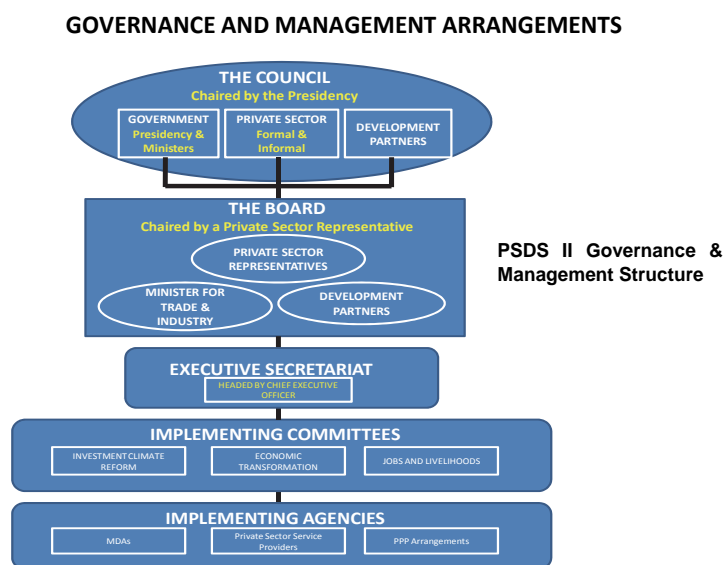 GOVERNANCE AND MANAGEMENT ARRANGEMENTS
THE COUNCIL
Chaired by the Presidency
GOVERNMENT
Presidency &
Ministers
PRIVATE SECTOR
Formal &
Informal
DEVELOPMENT
PARTNERS
THE BOARD
Chaired by a Private Sector Representative
PRIVATE SECTOR
REPRESENTATIVES
MINISTER FOR
TRADE &
INDUSTRY
DEVELOPMENT
PARTNERS
PSDS II Governance &
Management Structure
EXECUTIVE SECRETARIAT
HEADED BY CHIEF EXECUTIVE
OFFICER
IMPLEMENTING COMMITTEES
INVESTMENT CLIMATE
REFORM
ECONOMIC
TRANSFORMATION
JOBS AND LIVELIHOODS
IMPLEMENTING AGENCIES
MDAs
Private Sector Service
Providers
PPP Arrangements